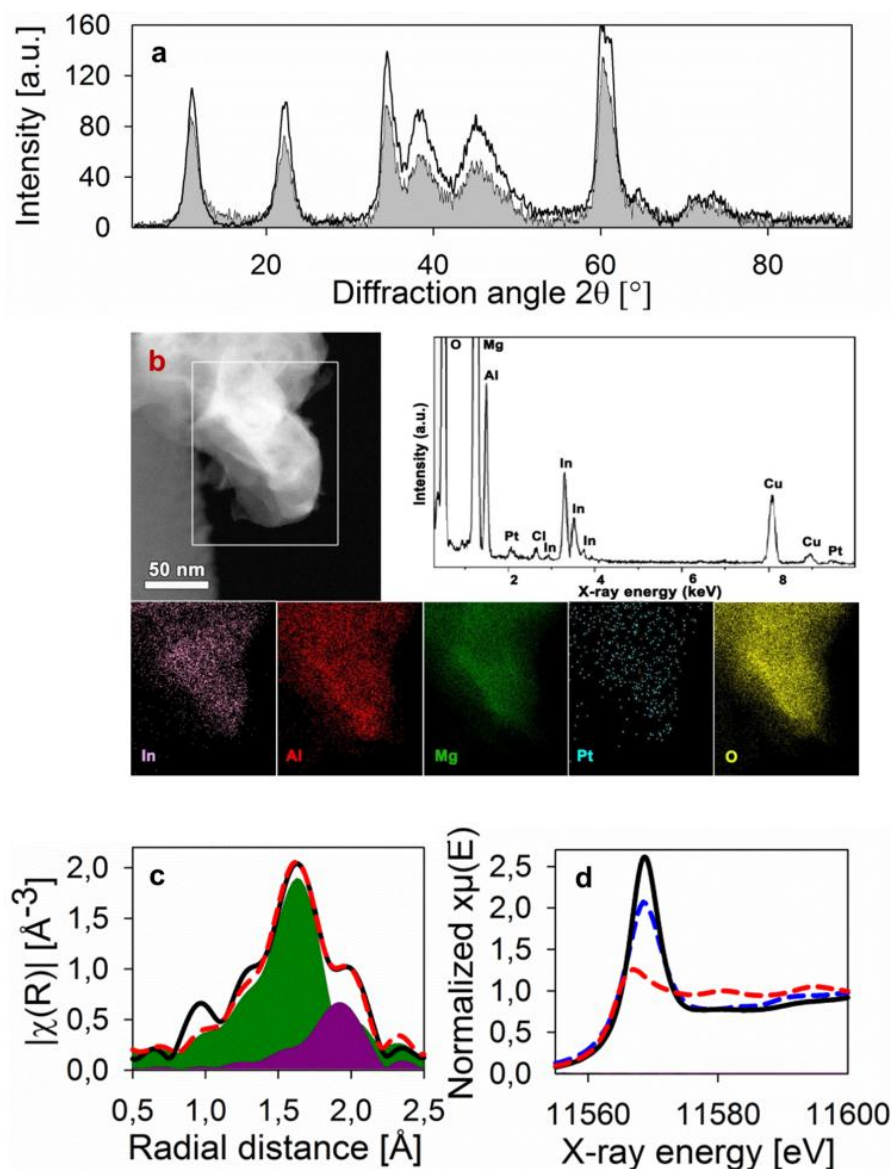 a
Intensity [a.u.]
160
120
80
40
0
20 40 60 80
Diffraction angle 2θ [°]
b
50 nm
Intensity (a.u.)
O Mg
Al
Pt Cl In In In Cu Cu Pt
2 4 6 8
X-ray energy (keV)
In Al Mg Pt O
c
|χ(R)| [Å-3]
2,0
1,5
1,0
0,5
0,0
0,5 1,0 1,5 2,0 2,5
Radial distance [Å]
d
Normalized xμ(E)
2,5
2,0
1,5
1,0
0,5
0,0
11560 11580 11600
X-ray energy [eV]